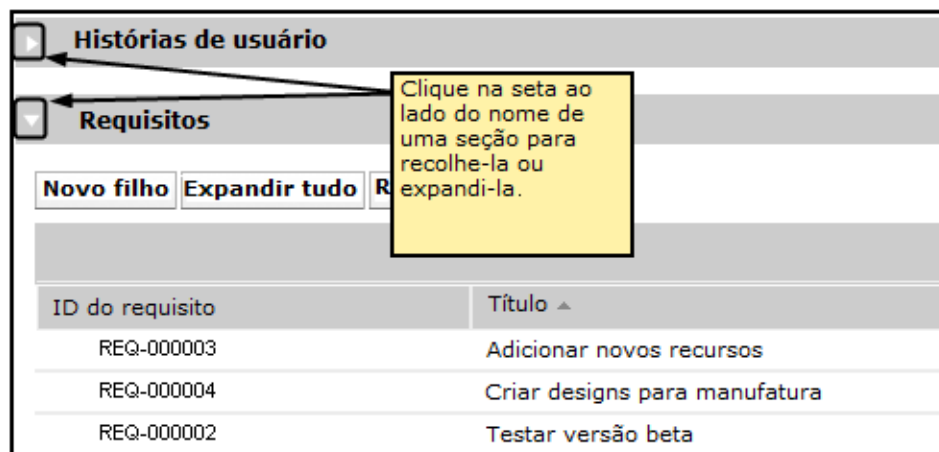 Histórias de usuário
Clique na seta ao
lado do nome de
uma seção para
recolhe-la ou
expandi-la.
Requisitos
Novo filho Expandir tudo R
ID do requisito Título
REQ-000003 Adicionar novos recursos
REQ-000004 Criar designs para manufatura
REQ-000002 Testar versão beta